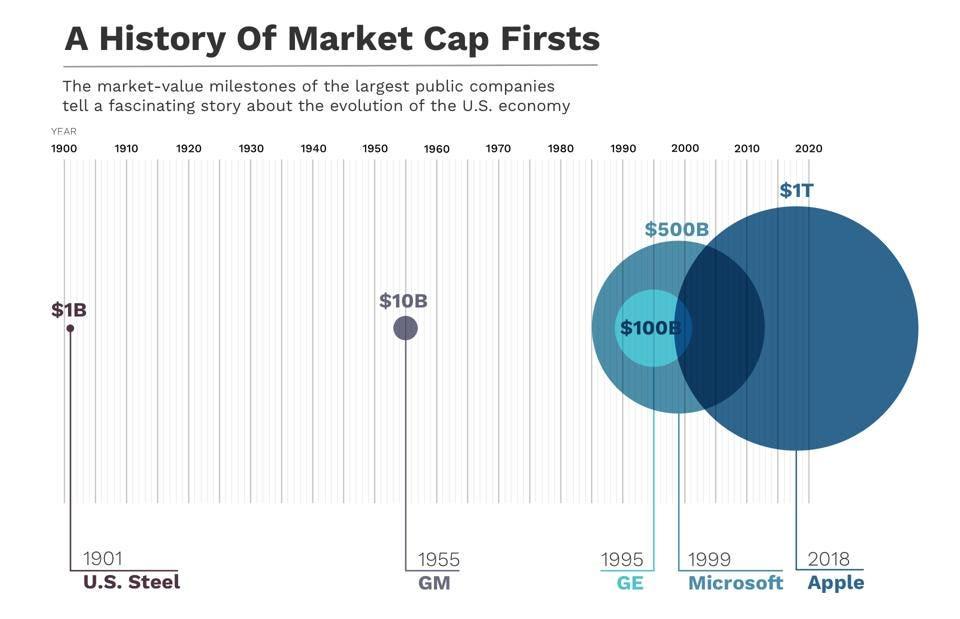 A History Of Market Cap Firsts
The market-value milestones of the largest public companies
tell a fascinating story about the evolution of the U.S. economy
YEAR
1900 1910 1920 1930 1940 1950 1960 1970 1980 1990 2000 2010 2020
$1T
$500B
$10B
$1B
$100B
1901 1955 1995 1999 2018
U.S. Steel GM GE Microsoft Apple